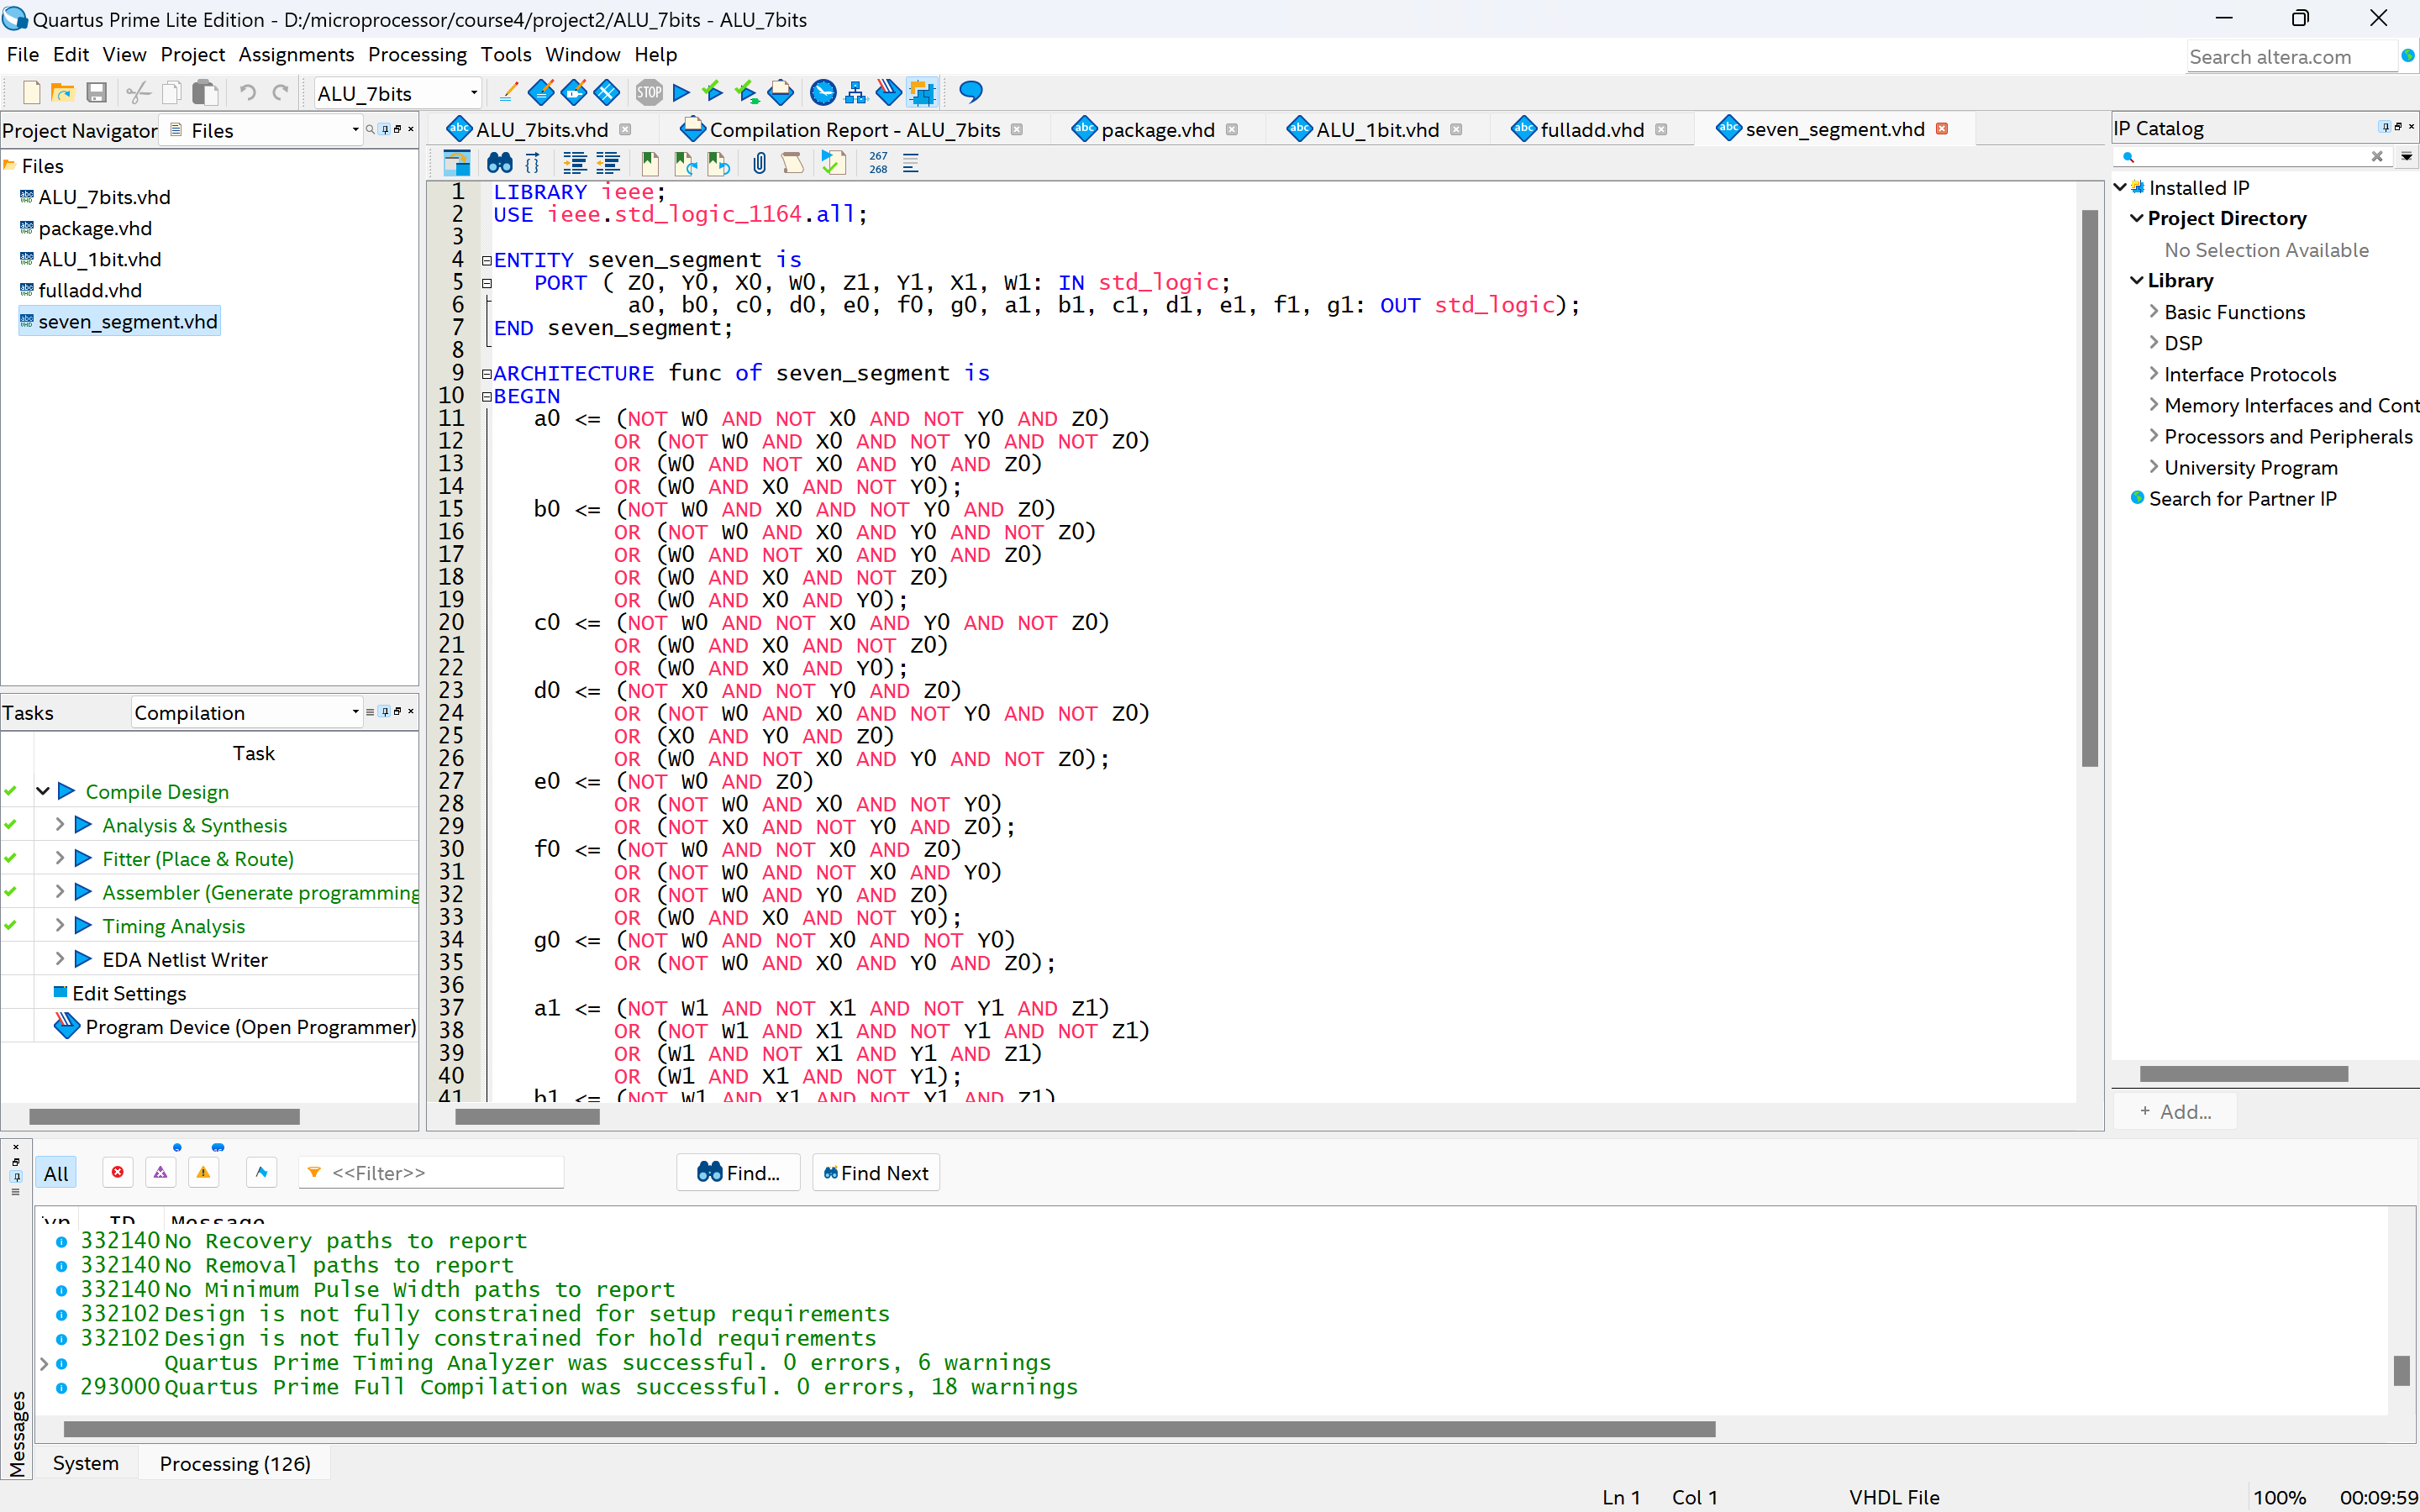 Quartus Prime Lite Edition - D:/microprocessor/course4/project2/ALU_7bits - ALU_7bits
File Edit View Project Assignments Processing Tools Window Help
Search altera.com
ALU_7bits
STOP
Project Navigator Files
Files
ALU_7bits.vhd
package.vhd
ALU_1bit.vhd
fulladd.vhd
seven_segment.vhd
Tasks Compilation
Task
Compile Design
Analysis & Synthesis
Fitter (Place & Route)
Assembler (Generate programming
Timing Analysis
EDA Netlist Writer
Edit Settings
Program Device (Open Programmer)
ALU_7bits.vhd Compilation Report - ALU_7bits package.vhd ALU_1bit.vhd fulladd.vhd seven_segment.vhd
267
268
1 LIBRARY ieee;
2 USE ieee.std_logic_1164.all;
3
4 ENTITY seven_segment is
5 PORT ( Z0, Y0, X0, W0, Z1, Y1, X1, W1: IN std_logic;
6 a0, b0, c0, d0, e0, f0, g0, a1, b1, c1, d1, e1, f1, g1: OUT std_logic);
7 END seven_segment;
8
9 ARCHITECTURE func of seven_segment is
10 BEGIN
11 a0 <= (NOT W0 AND NOT X0 AND NOT Y0 AND Z0)
12 OR (NOT W0 AND X0 AND NOT Y0 AND NOT Z0)
13 OR (W0 AND NOT X0 AND Y0 AND Z0)
14 OR (W0 AND X0 AND NOT Y0);
15 b0 <= (NOT W0 AND X0 AND NOT Y0 AND Z0)
16 OR (NOT W0 AND X0 AND Y0 AND NOT Z0)
17 OR (W0 AND NOT X0 AND Y0 AND Z0)
18 OR (W0 AND X0 AND NOT Z0)
19 OR (W0 AND X0 AND Y0);
20 c0 <= (NOT W0 AND NOT X0 AND Y0 AND NOT Z0)
21 OR (W0 AND X0 AND NOT Z0)
22 OR (W0 AND X0 AND Y0);
23 d0 <= (NOT X0 AND NOT Y0 AND Z0)
24 OR (NOT W0 AND X0 AND NOT Y0 AND NOT Z0)
25 OR (X0 AND Y0 AND Z0)
26 OR (W0 AND NOT X0 AND Y0 AND NOT Z0);
27 e0 <= (NOT W0 AND Z0)
28 OR (NOT W0 AND X0 AND NOT Y0)
29 OR (NOT X0 AND NOT Y0 AND Z0);
30 f0 <= (NOT W0 AND NOT X0 AND Z0)
31 OR (NOT W0 AND NOT X0 AND Y0)
32 OR (NOT W0 AND Y0 AND Z0)
33 OR (W0 AND X0 AND NOT Y0);
34 g0 <= (NOT W0 AND NOT X0 AND NOT Y0)
35 OR (NOT W0 AND X0 AND Y0 AND Z0);
36
37 a1 <= (NOT W1 AND NOT X1 AND NOT Y1 AND Z1)
38 OR (NOT W1 AND X1 AND NOT Y1 AND NOT Z1)
39 OR (W1 AND NOT X1 AND Y1 AND Z1)
40 OR (W1 AND X1 AND NOT Y1);
41 b1 <= (NOT W1 AND X1 AND NOT Y1 AND Z1)
IP Catalog
Installed IP
Project Directory
No Selection Available
Library
Basic Functions
DSP
Interface Protocols
Memory Interfaces and Cont
Processors and Peripherals
University Program
Search for Partner IP
+ Add...
All <<Filter>> Find... Find Next
ID Message
332140 No Recovery paths to report
332140 No Removal paths to report
332140 No Minimum Pulse Width paths to report
332102 Design is not fully constrained for setup requirements
332102 Design is not fully constrained for hold requirements
Quartus Prime Timing Analyzer was successful. 0 errors, 6 warnings
293000 Quartus Prime Full Compilation was successful. 0 errors, 18 warnings
Messages
System Processing (126)
Ln 1 Col 1 VHDL File 100% 00:09:59